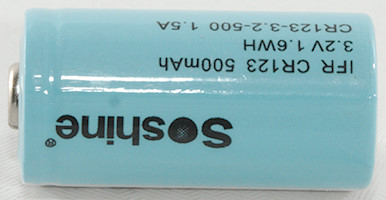 Soshine®
IFR CR123 500mAh
3.2V 1.6WH
CR123-3.2-500 1.5A